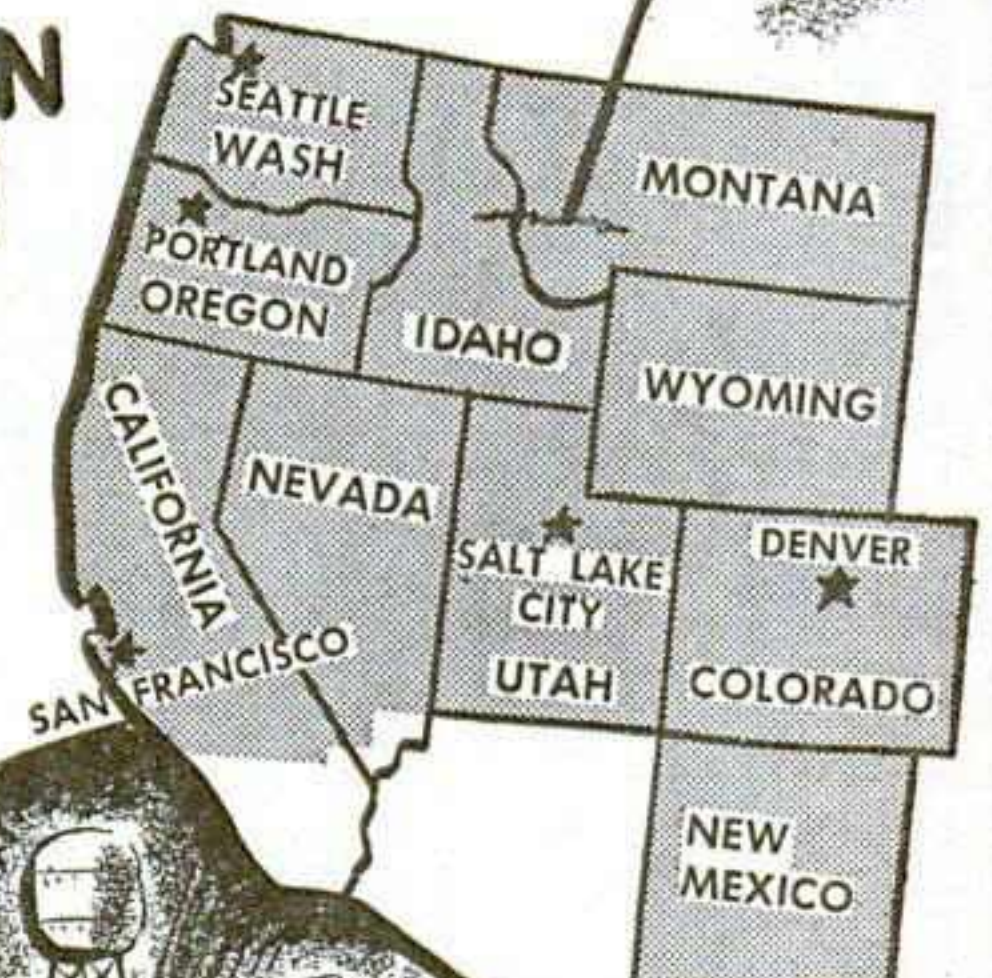 N
SEATTLE
WASH
MONTANA
PORTLAND
OREGON
IDAHO
WYOMING
CALIFORNIA
NEVADA
DENVER
SALT LAKE
CITY
SAN FRANCISCO
UTAH
COLORADO
NEW
MEXICO